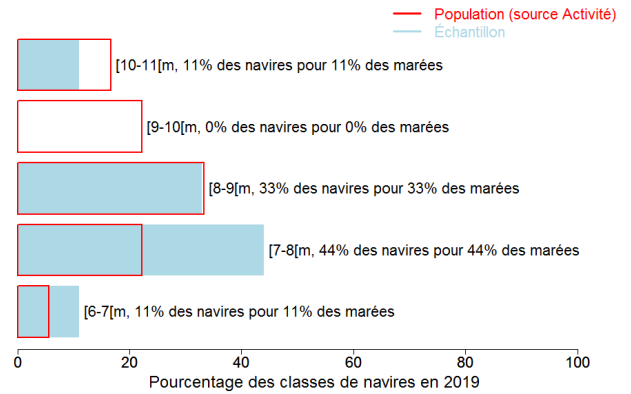 Population (source Activité)
Échantillon
[10-11[m, 11% des navires pour 11% des marées
[9-10[m, 0% des navires pour 0% des marées
[8-9[m, 33% des navires pour 33% des marées
[7-8[m, 44% des navires pour 44% des marées
[6-7[m, 11% des navires pour 11% des marées
0 20 40 60 80 100
Pourcentage des classes de navires en 2019